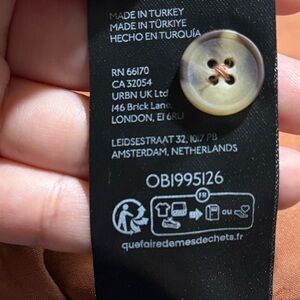 MADE IN TURKEY
MADE IN TÜRKIYE
HECHO EN TURQUÍA
RN 66170
CA 32054
URBN UK Ltd
146 Brick Lane,
LONDON, E1 6RU
LEIDSESTRAAT 32, 1017 PB
AMSTERDAM, NETHERLANDS
OB1995126
FR
ou
quefairedemesdechets.fr